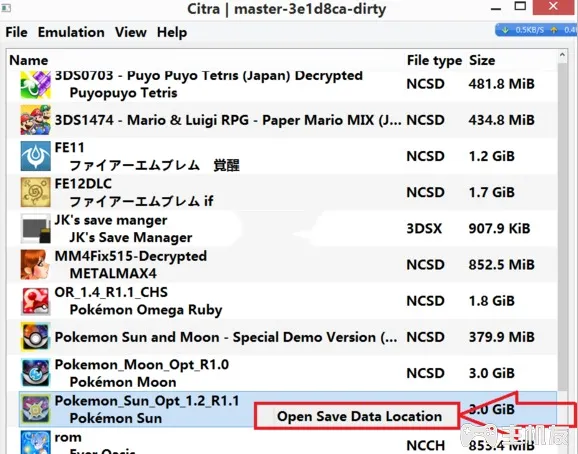 Citra | master-3e1d8ca-dirty
File Emulation View Help
0.5KB/S
Name File type Size
3DS0703 - Puyo Puyo Tetris (Japan) Decrypted
Puyopuyo Tetris
NCSD 481.8 MiB
3DS1474 - Mario & Luigi RPG - Paper Mario MIX (J... NCSD 434.8 MiB
FE11
ファイアーエムブレム 覚醒
NCSD 1.2 GiB
FE12DLC
ファイアーエムブレム if
NCSD 1.7 GiB
JK's save manger
JK's Save Manager
3DSX 907.9 KiB
MM4Fix515-Decrypted
METALMAX4
NCSD 852.5 MiB
OR_1.4_R1.1_CHS
Pokémon Omega Ruby
NCSD 1.8 GiB
Pokemon Sun and Moon - Special Demo Version (... NCSD 379.9 MiB
Pokemon_Moon_Opt_R1.0
Pokémon Moon
NCSD 3.0 GiB
Pokemon_Sun_Opt_1.2_R1.1
Pokémon Sun
Open Save Data Location
3.0 GiB
rom
Ever Oasis
NCCH 853.4 MiB